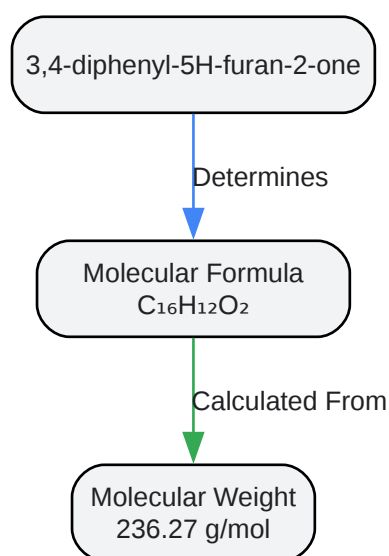 3,4-diphenyl-5H-furan-2-one
Determines
Molecular Formula
C₁₆H₁₂O₂
Calculated From
Molecular Weight
236.27 g/mol